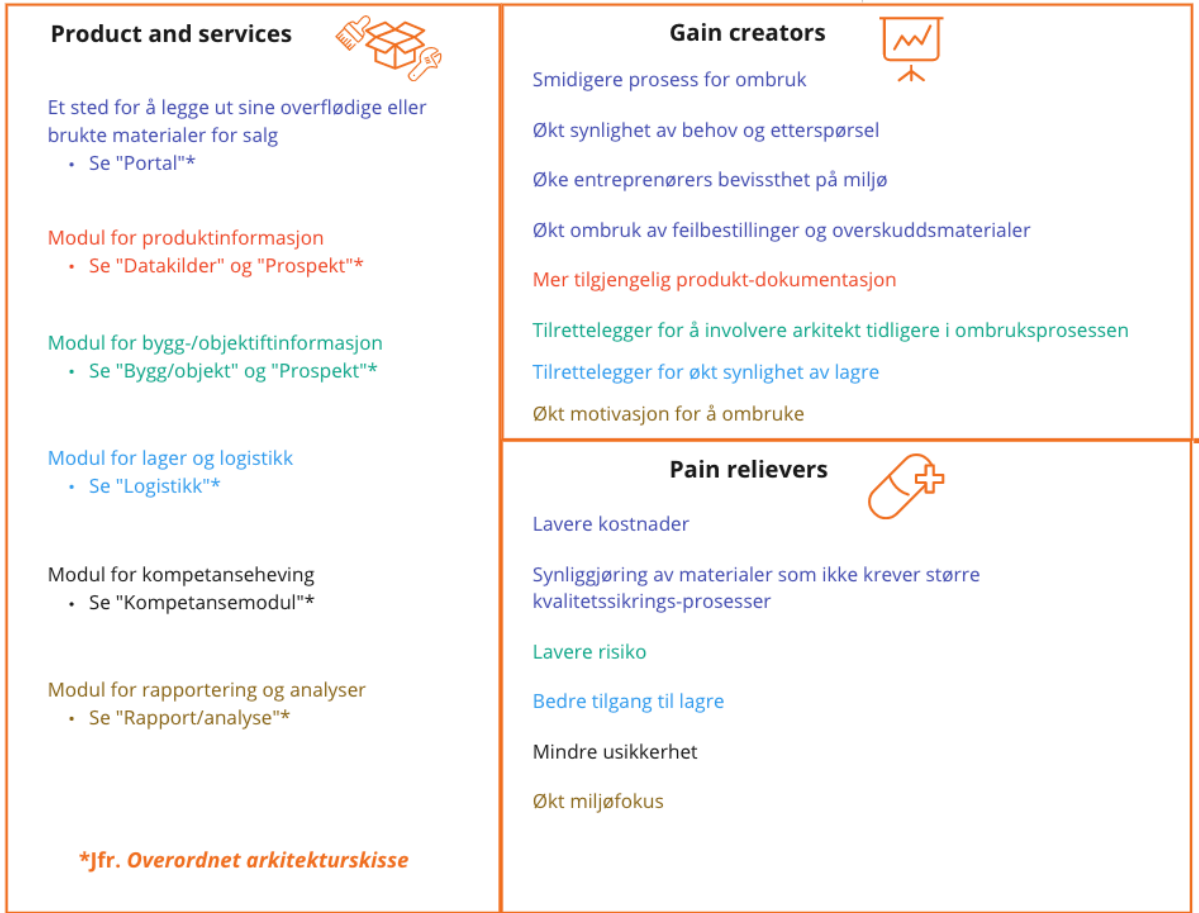 Product and services
Et sted for å legge ut sine overflødige eller
brukte materialer for salg
• Se "Portal"*
Modul for produktinformasjon
• Se "Datakilder" og "Prospekt"*
Modul for bygg-/objektiftinformasjon
• Se "Bygg/objekt" og "Prospekt"*
Modul for lager og logistikk
• Se "Logistikk"*
Modul for kompetanseheving
• Se "Kompetansemodul"*
Modul for rapportering og analyser
• Se "Rapport/analyse"*
*Jfr. Overordnet arkitekturskisse
Gain creators
Smidigere prosess for ombruk
Økt synlighet av behov og etterspørsel
Øke entreprenørers bevissthet på miljø
Økt ombruk av feilbestillinger og overskuddsmaterialer
Mer tilgjengelig produkt-dokumentasjon
Tilrettelegger for å involvere arkitekt tidligere i ombruksprosessen
Tilrettelegger for økt synlighet av lagre
Økt motivasjon for å ombruke
Pain relievers
Lavere kostnader
Synliggjøring av materialer som ikke krever større
kvalitetssikrings-prosesser
Lavere risiko
Bedre tilgang til lagre
Mindre usikkerhet
Økt miljøfokus